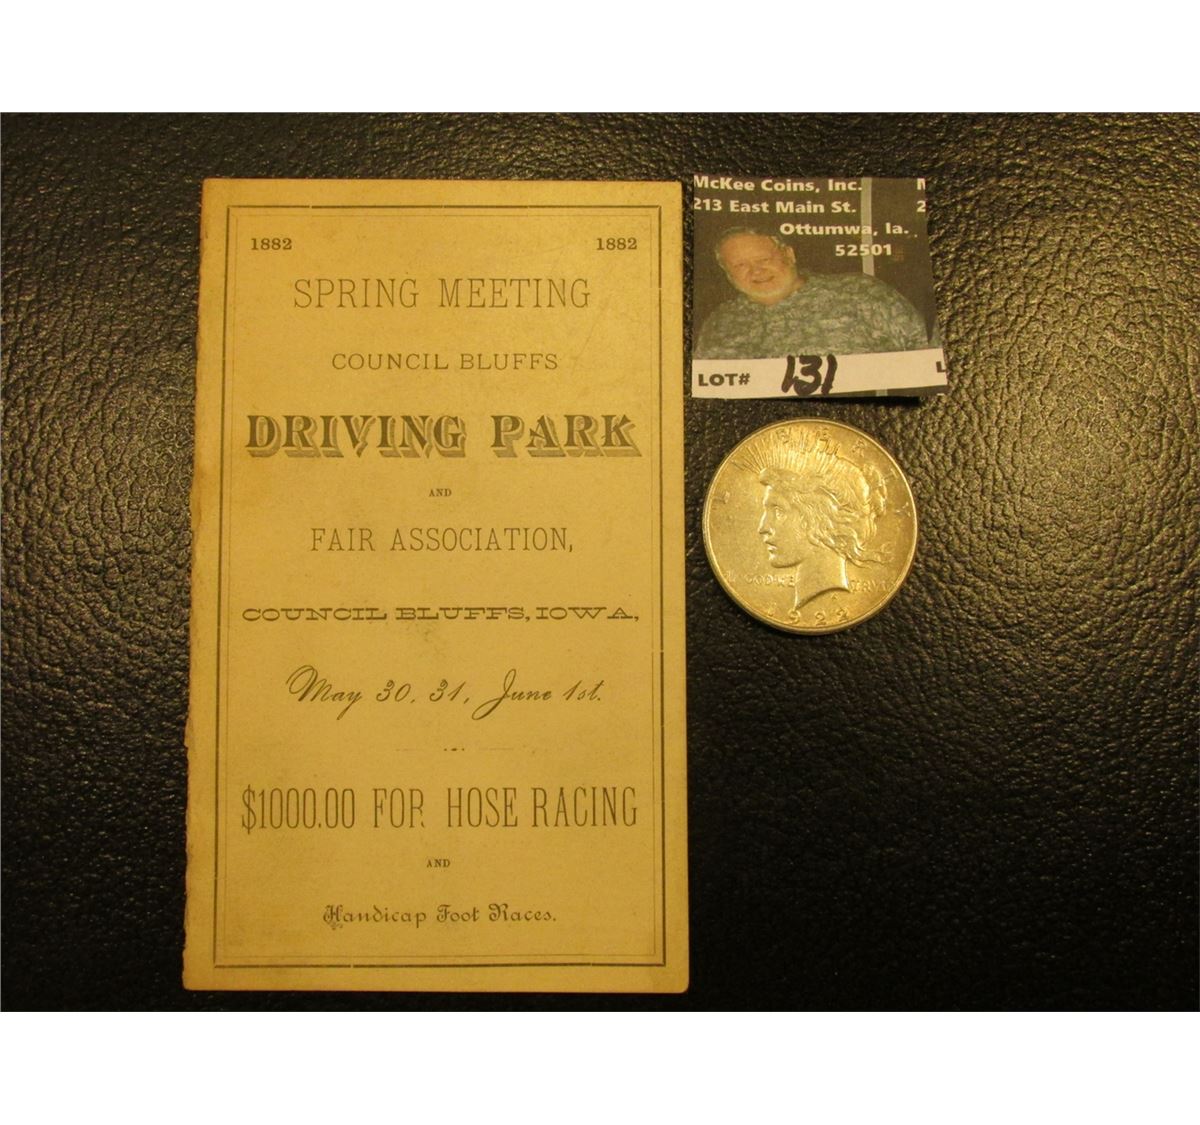 1882 1882
SPRING MEETING
COUNCIL BLUFFS
DRIVING PARK
AND
FAIR ASSOCIATION,
COUNCIL BLUFFS, IOWA,
May 30, 31, June 1st.
$1000.00 FOR HOSE RACING
AND
Handicap Foot Races.
McKee Coins, Inc.
213 East Main St.
2
Ottumwa, Ia.
52501
LOT# 131 L
1922